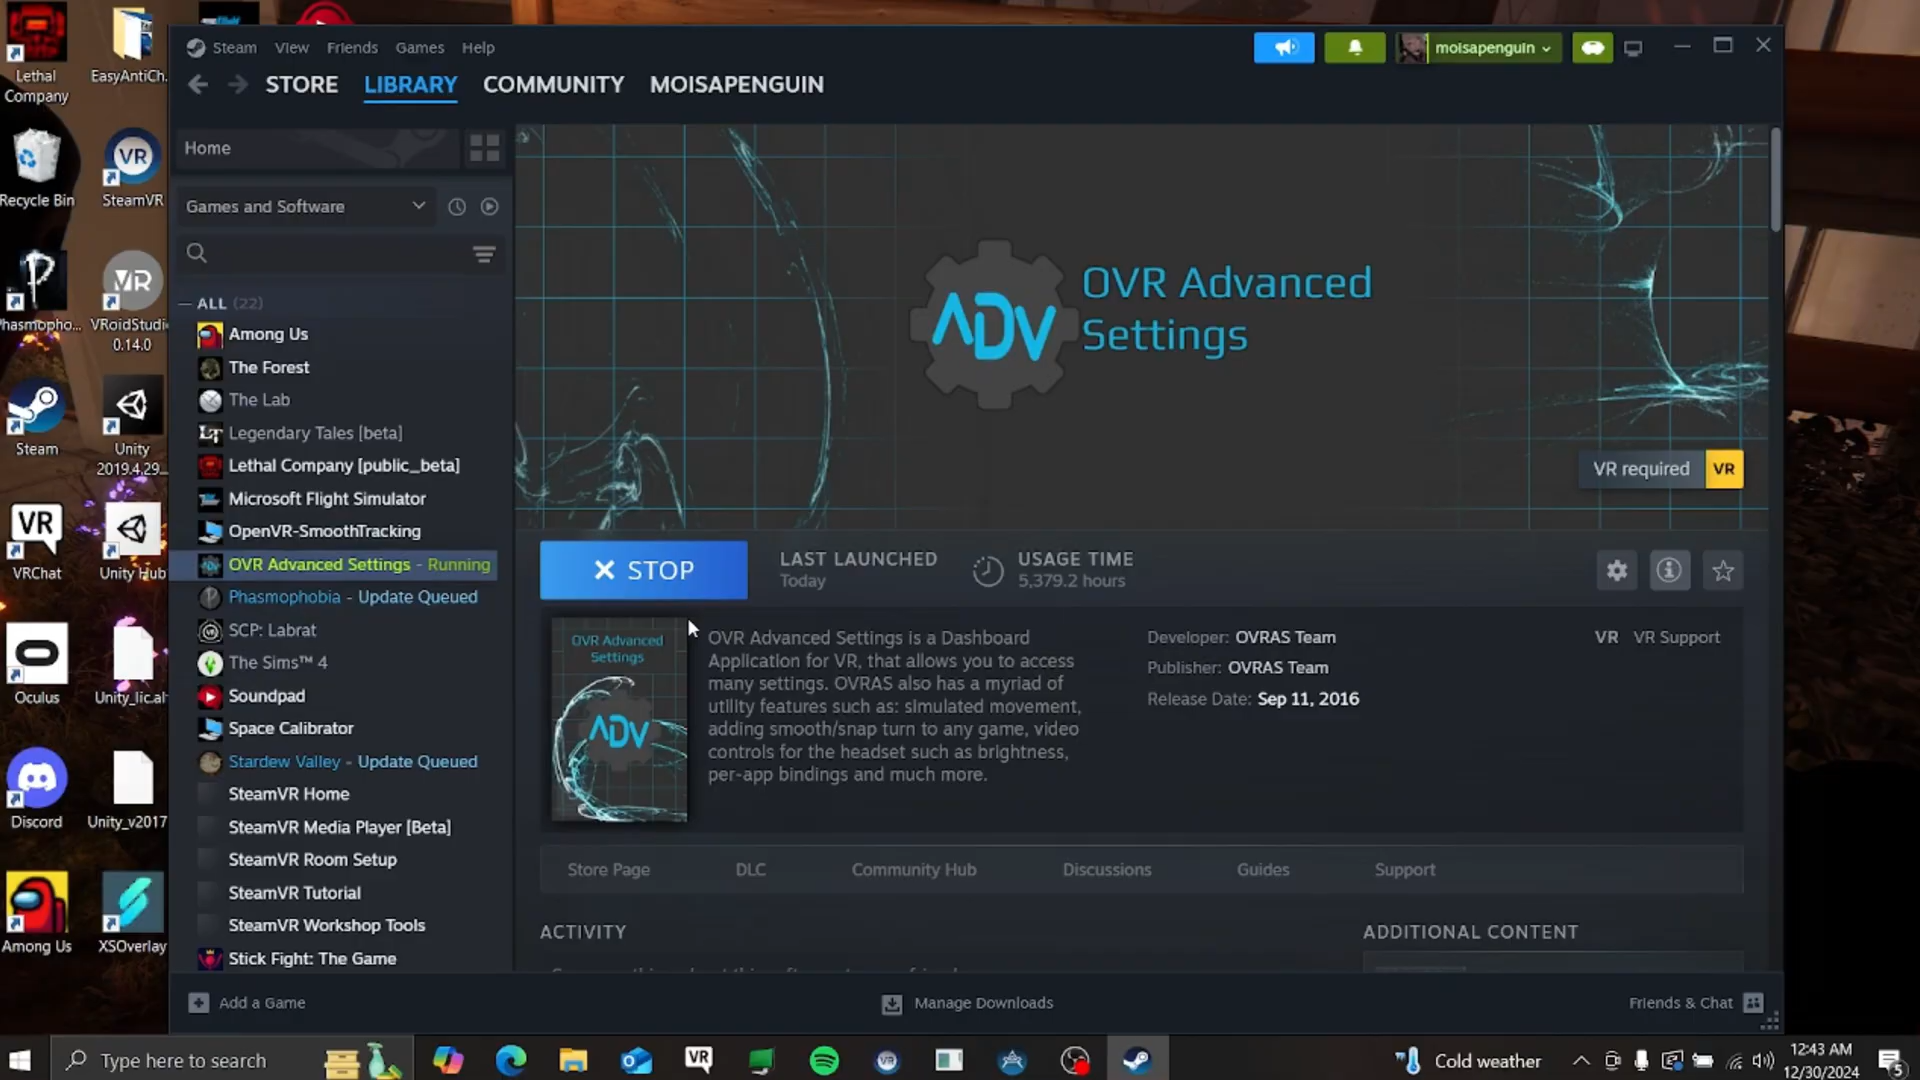 Lethal
Company
EasyAntiCh...
Recycle Bin
VR
SteamVR
Phasmopho...
VRoidStudi
0.14.0
Steam
Unity
2019.4.29...
VR
VRChat
Unity Hub
Oculus
Unity_lic.al
Discord
Unity_v2017
Among Us
XSOverlay
Steam View Friends Games Help
moisapenguin
STORE LIBRARY COMMUNITY MOISAPENGUIN
Home
Games and Software
ALL (22)
Among Us
The Forest
The Lab
Legendary Tales [beta]
Lethal Company [public_beta]
Microsoft Flight Simulator
OpenVR-SmoothTracking
OVR Advanced Settings - Running
Phasmophobia - Update Queued
SCP: Labrat
The Sims™ 4
Soundpad
Space Calibrator
Stardew Valley - Update Queued
SteamVR Home
SteamVR Media Player [Beta]
SteamVR Room Setup
SteamVR Tutorial
SteamVR Workshop Tools
Stick Fight: The Game
ADV
OVR Advanced
Settings
VR required VR
STOP
LAST LAUNCHED
Today
USAGE TIME
5,379.2 hours
OVR Advanced
Settings
ADV
OVR Advanced Settings is a Dashboard
Application for VR, that allows you to access
many settings. OVRAS also has a myriad of
utility features such as: simulated movement,
adding smooth/snap turn to any game, video
controls for the headset such as brightness,
per-app bindings and much more.
Developer: OVRAS Team
Publisher: OVRAS Team
Release Date: Sep 11, 2016
VR VR Support
Store Page DLC Community Hub Discussions Guides Support
ACTIVITY
ADDITIONAL CONTENT
Add a Game
Manage Downloads
Friends & Chat
Type here to search
VR
Cold weather
12:43 AM
12/30/2024
5